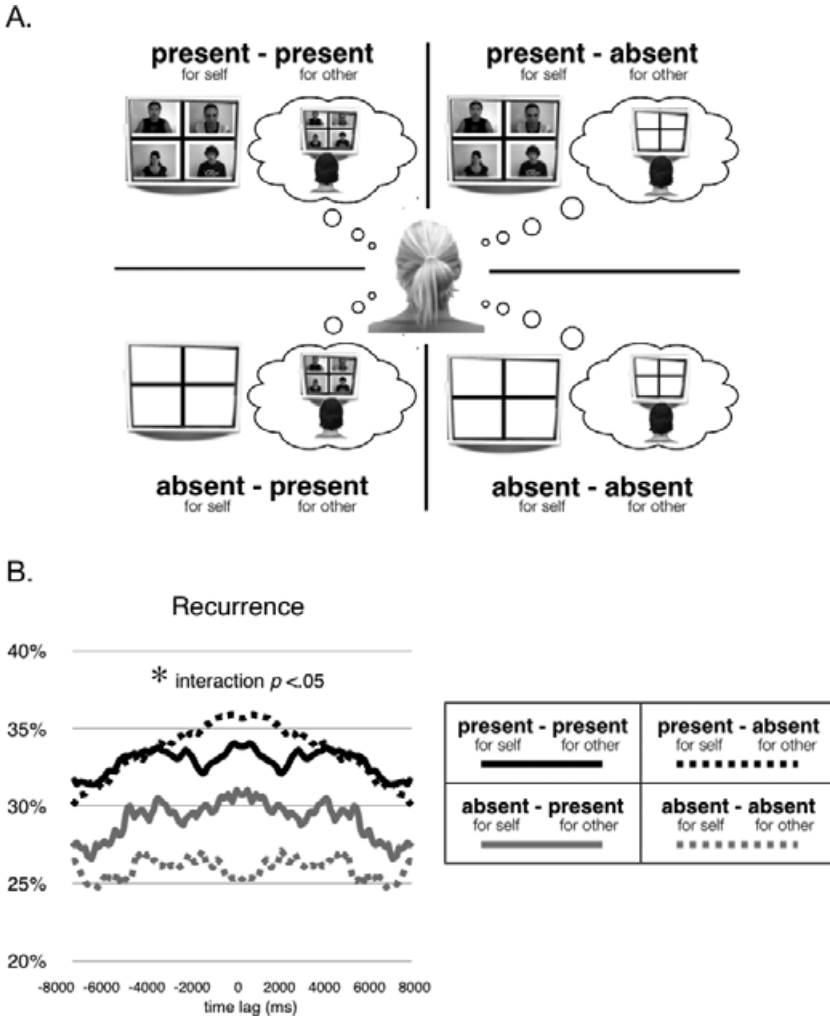 A.
present - present
for self for other
present - absent
for self for other
absent - present
for self for other
absent - absent
for self for other
B.
Recurrence
40%
* interaction p <.05
35%
30%
25%
20%
-8000 -6000 -4000 -2000 0 2000 4000 6000 8000
time lag (ms)
present - present
for self for other
present - absent
for self for other
absent - present
for self for other
absent - absent
for self for other